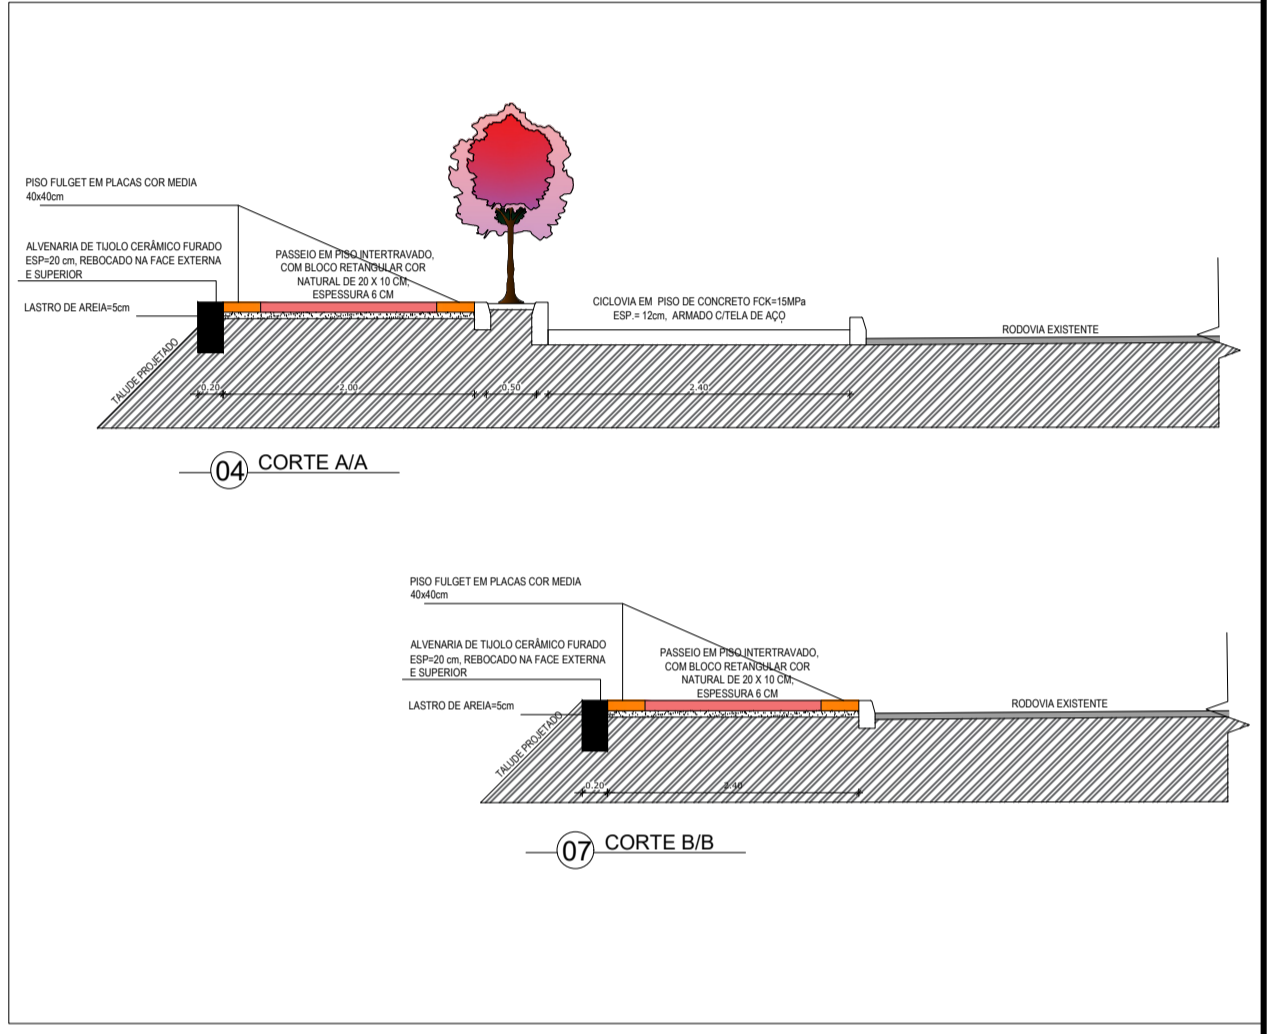 PISO FULGET EM PLACAS COR MEDIA
40x40cm
ALVENARIA DE TIJOLO CERÂMICO FURADO
ESP=20 cm, REBOCADO NA FACE EXTERNA
E SUPERIOR
PASSEIO EM PISO INTERTRAVADO,
COM BLOCO RETANGULAR COR
NATURAL DE 20 X 10 CM,
ESPESSURA 6 CM
LASTRO DE AREIA=5cm
CICLOVIA EM PISO DE CONCRETO FCK=15MPa
ESP.= 12cm, ARMADO C/TELA DE AÇO
RODOVIA EXISTENTE
TALUDE PROJETADO
0.20
2.00
0.50
2.40
04 CORTE A/A
PISO FULGET EM PLACAS COR MEDIA
40x40cm
ALVENARIA DE TIJOLO CERÂMICO FURADO
ESP=20 cm, REBOCADO NA FACE EXTERNA
E SUPERIOR
PASSEIO EM PISO INTERTRAVADO,
COM BLOCO RETANGULAR COR
NATURAL DE 20 X 10 CM,
ESPESSURA 6 CM
LASTRO DE AREIA=5cm
RODOVIA EXISTENTE
TALUDE PROJETADO
0.20
2.40
07 CORTE B/B